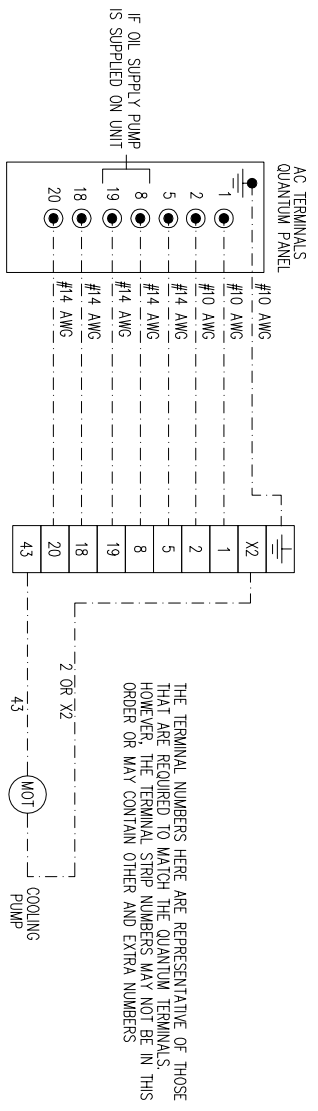 AC TERMINALS
QUANTUM PANEL
IF OIL SUPPLY PUMP
IS SUPPLIED ON UNIT
1
2
5
8
19
18
20
#10 AWG
#10 AWG
#10 AWG
#14 AWG
#14 AWG
#14 AWG
#14 AWG
#14 AWG
X2
1
2
5
8
19
18
20
43
2 OR X2
43
MOT
COOLING
PUMP
THE TERMINAL NUMBERS HERE ARE REPRESENTATIVE OF THOSE
THAT ARE REQUIRED TO MATCH THE QUANTUM TERMINALS.
HOWEVER, THE TERMINAL STRIP NUMBERS MAY NOT BE IN THIS
ORDER OR MAY CONTAIN OTHER AND EXTRA NUMBERS